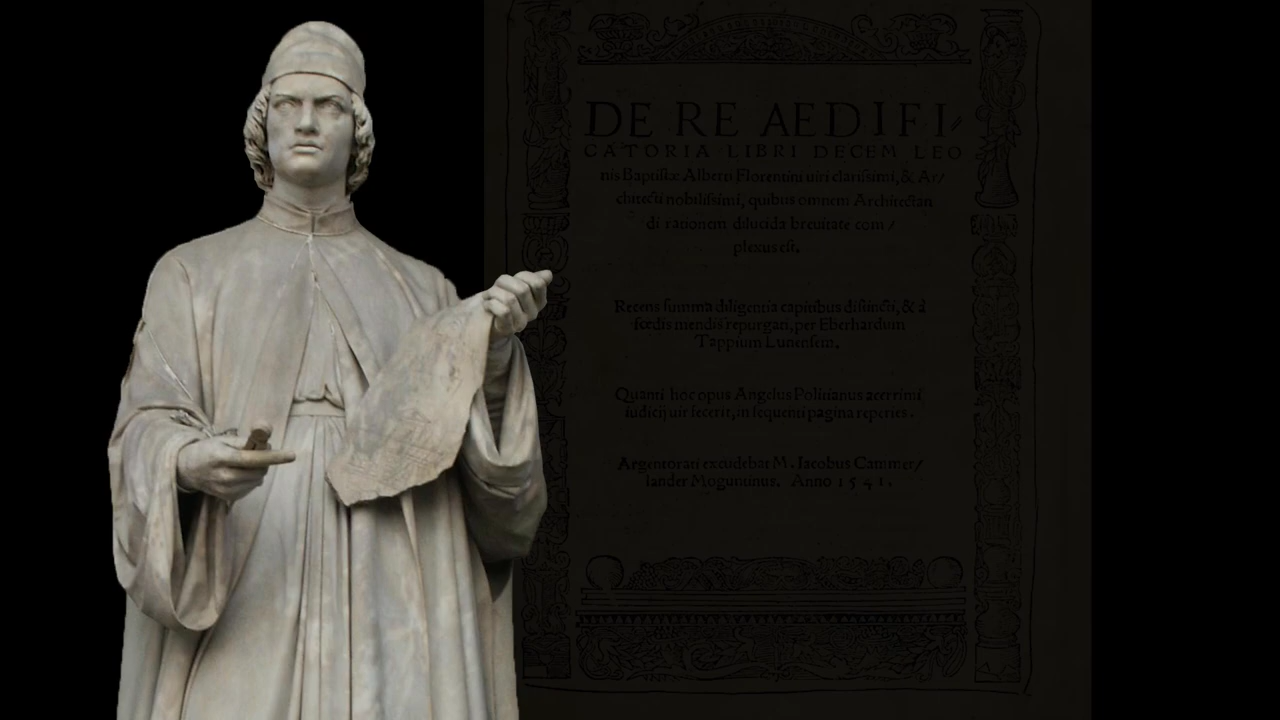 DE RE AEDIFI-
CATORIA LIBRI DECEM LEO
nis Baptistæ Alberti Florentini uiri clarissimi, & Ar/
chitecti nobilissimi, quibus omnem Architectan
di rationem dilucida breuitate com /
plexus est.
Recens summa diligentia capitibus distincti, & à
fœdis mendis repurgati, per Eberhardum
Tappium Lunensem.
Quanti hoc opus Angelus Politianus acerrimi
iudicij uir fecerit, in sequenti pagina reperies.
Argentorati excudebat M. Iacobus Cammer/
lander Moguntinus. Anno 1541.